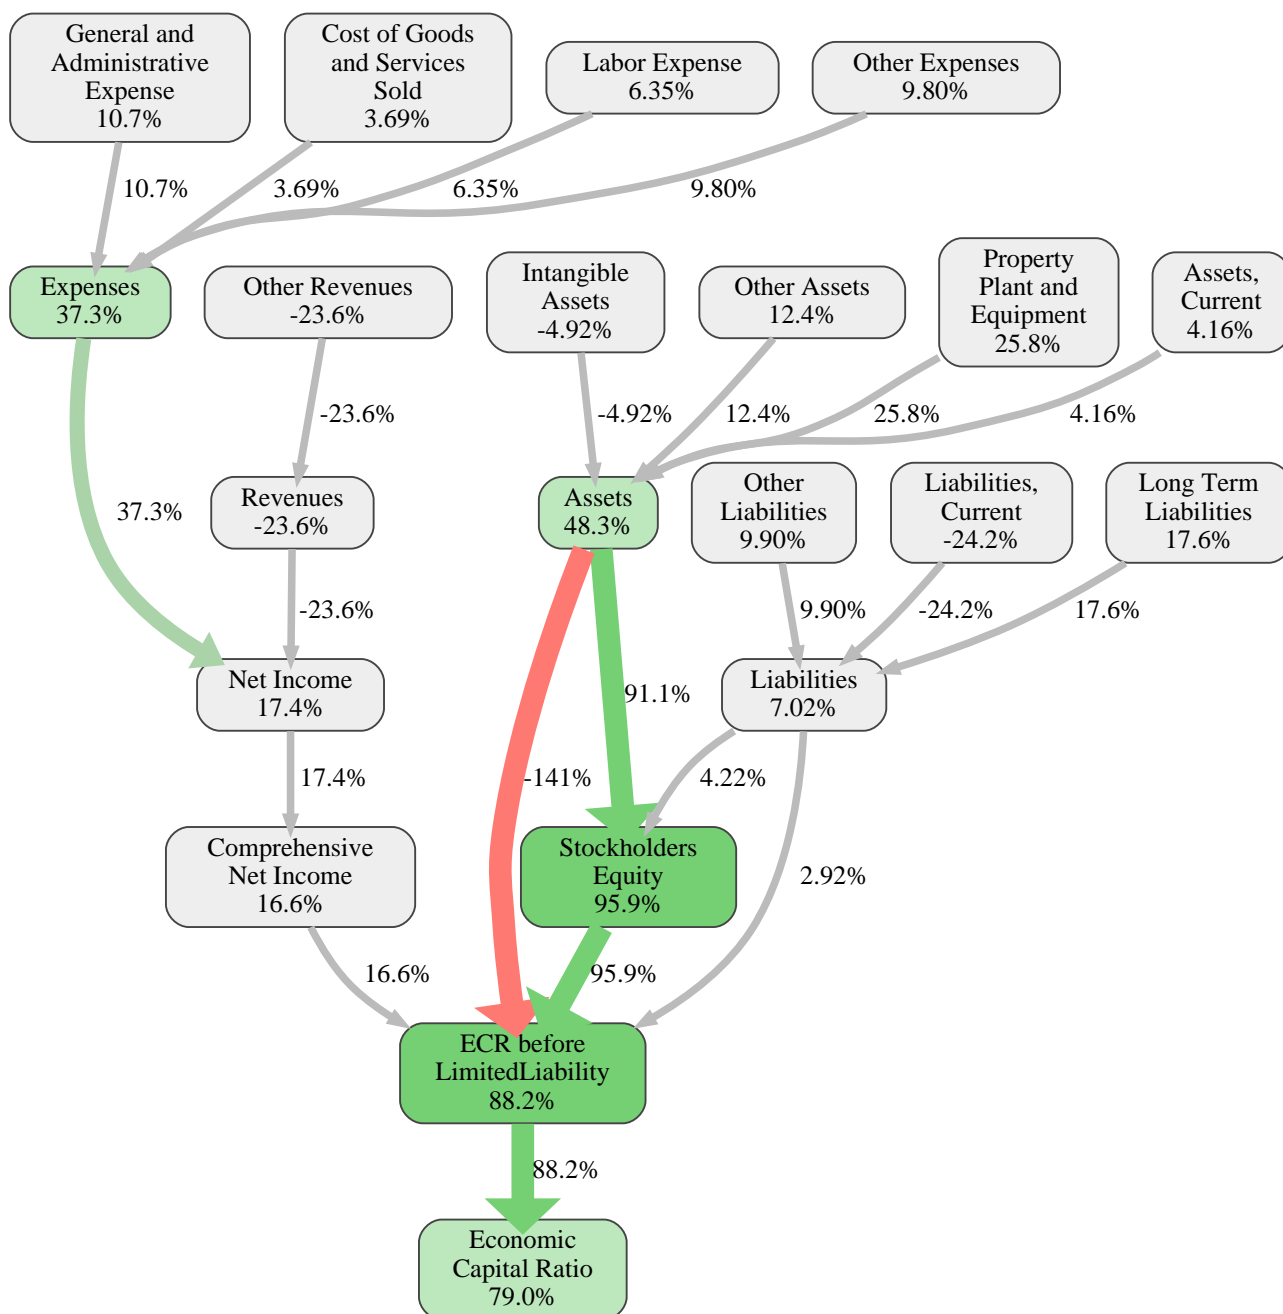 General and
Administrative
Expense
10.7%
Cost of Goods
and Services
Sold
3.69%
Labor Expense
6.35%
Other Expenses
9.80%
10.7%
3.69%
6.35%
9.80%
Expenses
37.3%
Other Revenues
-23.6%
Intangible
Assets
-4.92%
Other Assets
12.4%
Property
Plant and
Equipment
25.8%
Assets,
Current
4.16%
-23.6%
-4.92%
12.4%
25.8%
4.16%
37.3%
Revenues
-23.6%
Assets
48.3%
Other
Liabilities
9.90%
Liabilities,
Current
-24.2%
Long Term
Liabilities
17.6%
-23.6%
9.90%
-24.2%
17.6%
Net Income
17.4%
91.1%
Liabilities
7.02%
17.4%
-141%
4.22%
Comprehensive
Net Income
16.6%
Stockholders
Equity
95.9%
2.92%
16.6%
95.9%
ECR before
LimitedLiability
88.2%
88.2%
Economic
Capital Ratio
79.0%